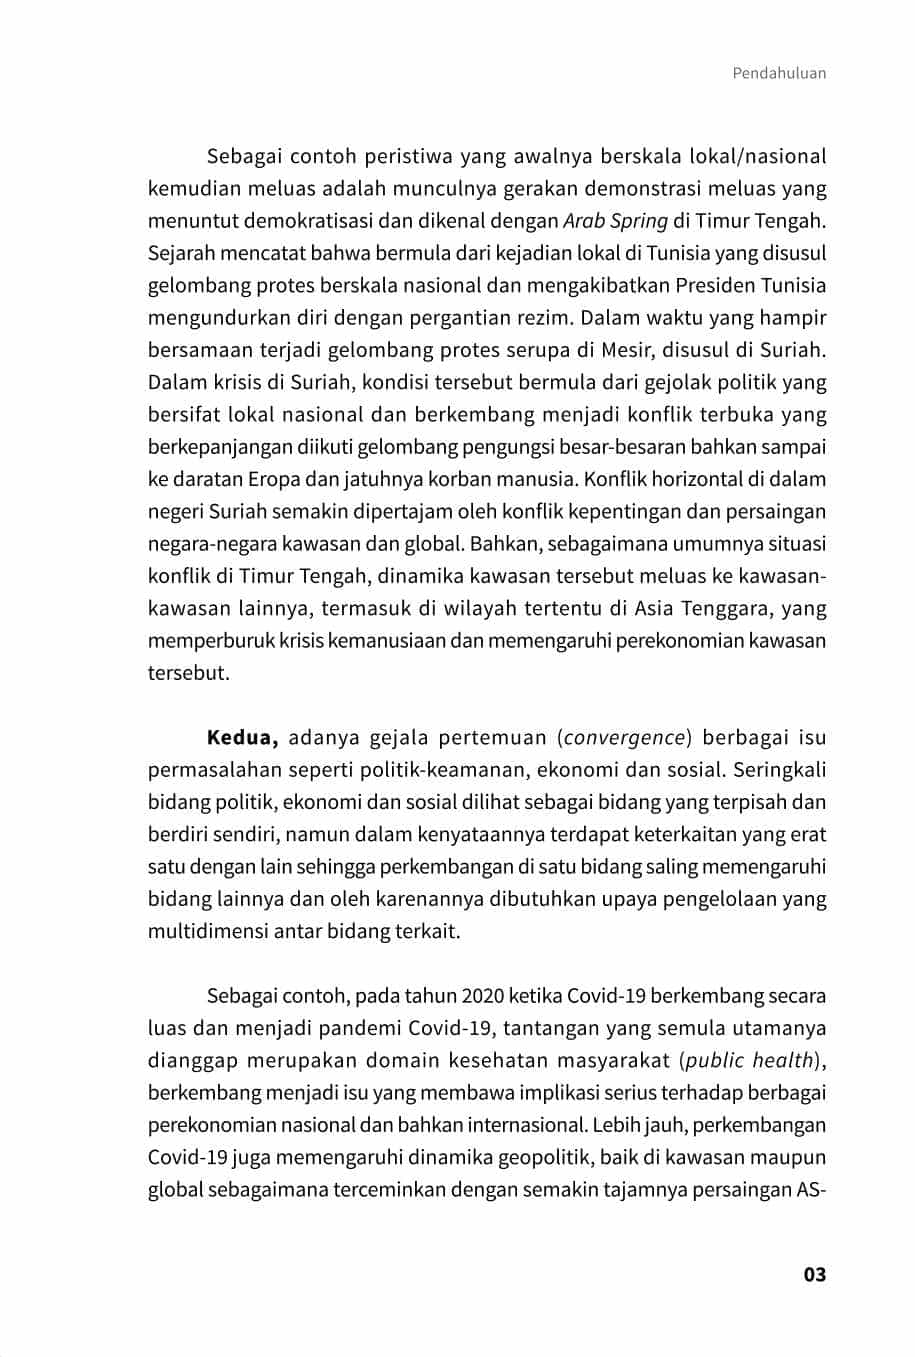 Pendahuluan
Sebagai contoh peristiwa yang awalnya berskala lokal/nasional
kemudian meluas adalah munculnya gerakan demonstrasi meluas yang
menuntut demokratisasi dan dikenal dengan Arab Spring di Timur Tengah.
Sejarah mencatat bahwa bermula dari kejadian lokal di Tunisia yang disusul
gelombang protes berskala nasional dan mengakibatkan Presiden Tunisia
mengundurkan diri dengan pergantian rezim. Dalam waktu yang hampir
bersamaan terjadi gelombang protes serupa di Mesir, disusul di Suriah.
Dalam krisis di Suriah, kondisi tersebut bermula dari gejolak politik yang
bersifat lokal nasional dan berkembang menjadi konflik terbuka yang
berkepanjangan diikuti gelombang pengungsi besar-besaran bahkan sampai
ke daratan Eropa dan jatuhnya korban manusia. Konflik horizontal di dalam
negeri Suriah semakin dipertajam oleh konflik kepentingan dan persaingan
negara-negara kawasan dan global. Bahkan, sebagaimana umumnya situasi
konflik di Timur Tengah, dinamika kawasan tersebut meluas ke kawasan-
kawasan lainnya, termasuk di wilayah tertentu di Asia Tenggara, yang
memperburuk krisis kemanusiaan dan memengaruhi perekonomian kawasan
tersebut.
Kedua, adanya gejala pertemuan (convergence) berbagai isu
permasalahan seperti politik-keamanan, ekonomi dan sosial. Seringkali
bidang politik, ekonomi dan sosial dilihat sebagai bidang yang terpisah dan
berdiri sendiri, namun dalam kenyataannya terdapat keterkaitan yang erat
satu dengan lain sehingga perkembangan di satu bidang saling memengaruhi
bidang lainnya dan oleh karenannya dibutuhkan upaya pengelolaan yang
multidimensi antar bidang terkait.
Sebagai contoh, pada tahun 2020 ketika Covid-19 berkembang secara
luas dan menjadi pandemi Covid-19, tantangan yang semula utamanya
dianggap merupakan domain kesehatan masyarakat (public health),
berkembang menjadi isu yang membawa implikasi serius terhadap berbagai
perekonomian nasional dan bahkan internasional. Lebih jauh, perkembangan
Covid-19 juga memengaruhi dinamika geopolitik, baik di kawasan maupun
global sebagaimana terceminkan dengan semakin tajamnya persaingan AS-
03